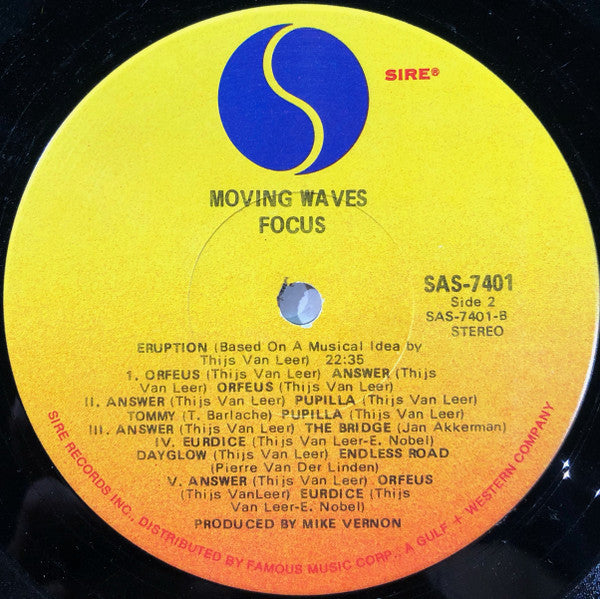 SIRE®
MOVING WAVES
FOCUS
SAS-7401
Side 2
SAS-7401-B
STEREO
ERUPTION (Based On A Musical Idea by
Thijs Van Leer) 22:35
I. ORFEUS (Thijs Van Leer) ANSWER (Thijs
Van Leer) ORFEUS (Thijs Van Leer)
II. ANSWER (Thijs Van Leer) PUPILLA (Thijs Van Leer)
TOMMY (T. Barlache) PUPILLA (Thijs Van Leer)
III. ANSWER (Thijs Van Leer) THE BRIDGE (Jan Akkerman)
IV. EURDICE (Thijs Van Leer-E. Nobel)
DAYGLOW (Thijs Van Leer) ENDLESS ROAD
(Pierre Van Der Linden)
V. ANSWER (Thijs Van Leer) ORFEUS
(Thijs VanLeer) EURDICE (Thijs
Van Leer-E. Nobel)
PRODUCED BY MIKE VERNON
SIRE RECORDS INC., DISTRIBUTED BY FAMOUS MUSIC CORP., A GULF + WESTERN COMPANY